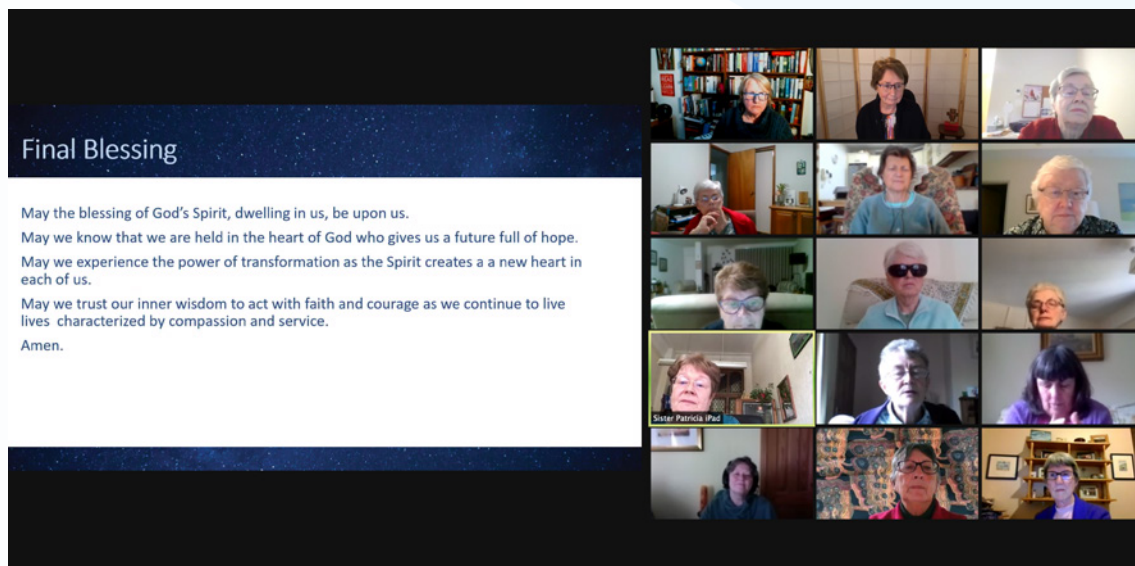 Final Blessing
May the blessing of God's Spirit, dwelling in us, be upon us.
May we know that we are held in the heart of God who gives us a future full of hope.
May we experience the power of transformation as the Spirit creates a a new heart in
each of us.
May we trust our inner wisdom to act with faith and courage as we continue to live
lives  characterized by compassion and service.
Amen.
Sister Patricia iPad